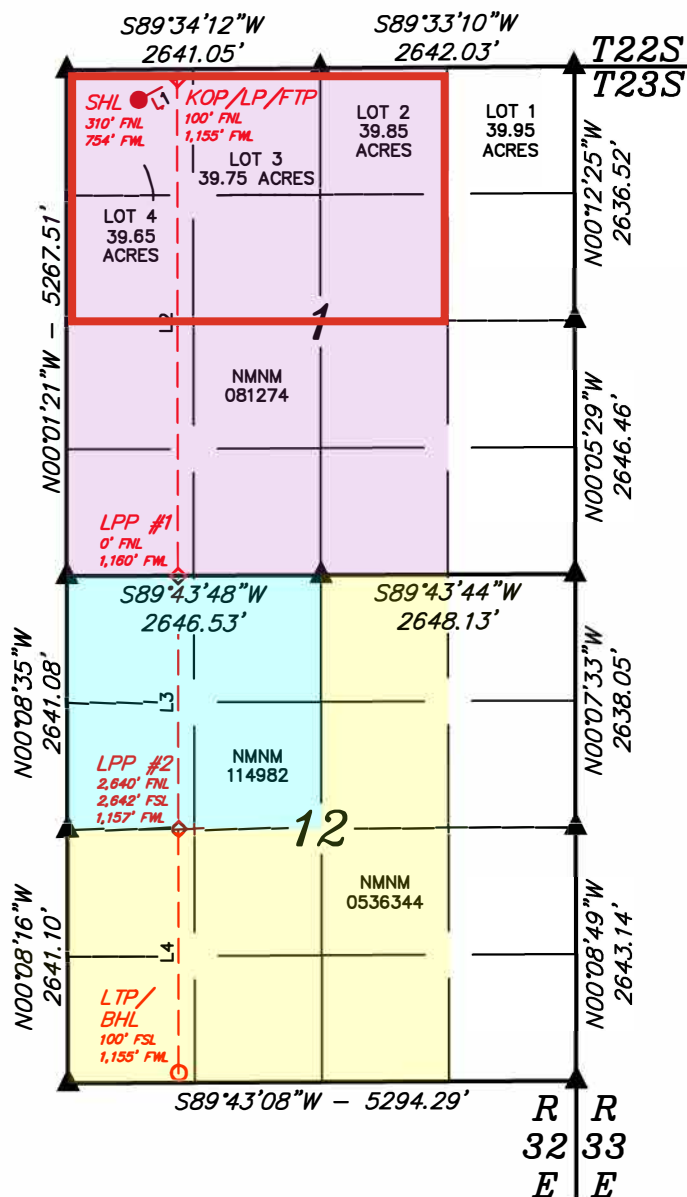 S89°34'12"W
2641.05'
S89°33'10"W
2642.03'
T22S
T23S
SHL
310' FNL
754' FWL
L1
KOP/LP/FTP
100' FNL
1,155' FWL
LOT 2
39.85
ACRES
LOT 1
39.95
ACRES
LOT 3
39.75 ACRES
LOT 4
39.65
ACRES
N00°12'25"W
2636.52'
N00°01'21"W - 5267.51'
L2
1
NMNM
081274
N00°05'29"W
2646.46'
LPP #1
0' FNL
1,160' FWL
S89°43'48"W
2646.53'
S89°43'44"W
2648.13'
N00°08'35"W
2641.08'
L3
N00°07'33"W
2638.05'
LPP #2
2,640' FNL
2,642' FSL
1,157' FWL
NMNM
114982
12
NMNM
0536344
N00°08'16"W
2641.10'
L4
N00°08'49"W
2643.14'
LTP/
BHL
100' FSL
1,155' FWL
S89°43'08"W - 5294.29'
R R
32 33
E E